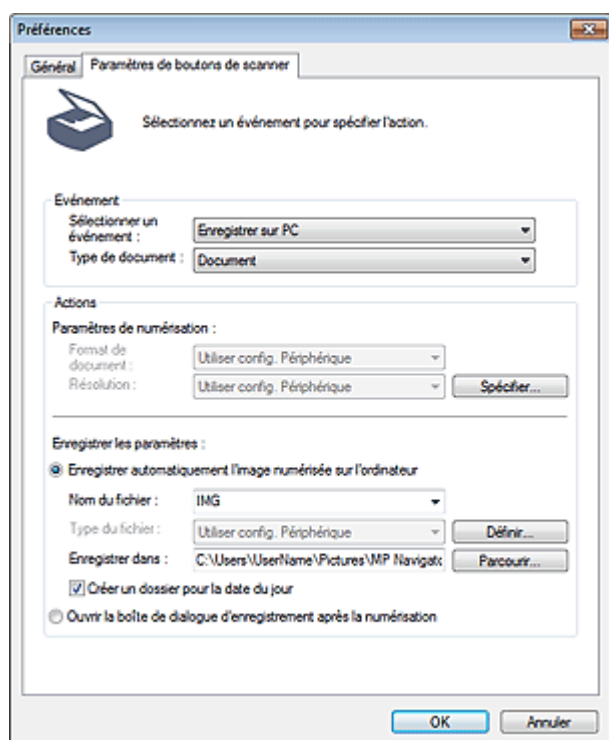 Préférences
Général
Paramètres de boutons de scanner
Sélectionnez un événement pour spécifier l'action.
Evénement
Sélectionner un
événement :
Enregistrer sur PC
Type de document :
Document
Actions
Paramètres de numérisation :
Format de
document :
Utiliser config. Périphérique
Résolution :
Utiliser config. Périphérique
Spécifier...
Enregistrer les paramètres :
Enregistrer automatiquement l'image numérisée sur l'ordinateur
Nom du fichier :
IMG
Type du fichier :
Utiliser config. Périphérique
Définir...
Enregistrer dans :
C:\Users\UserName\Pictures\MP Navigatc
Parcourir...
Créer un dossier pour la date du jour
Ouvrir la boîte de dialogue d'enregistrement après la numérisation
OK
Annuler